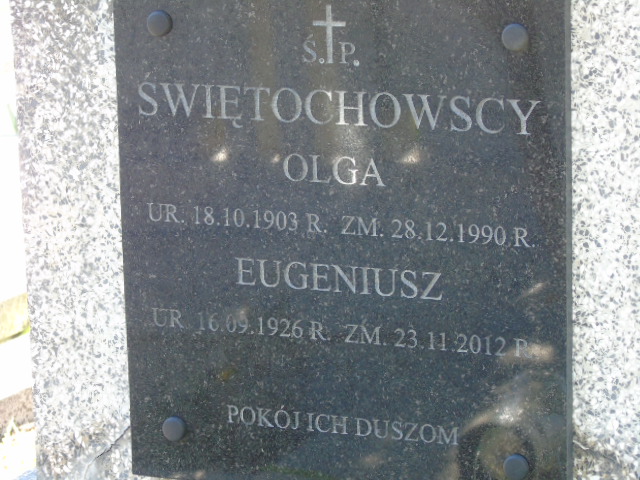 Ś. P.
ŚWIĘTOCHOWSCY
OLGA
UR. 18.10.1903 R. ZM. 28.12.1990 R.
EUGENIUSZ
UR 16.09.1926 R. ZM. 23.11.2012 R
POKÓJ ICH DUSZOM